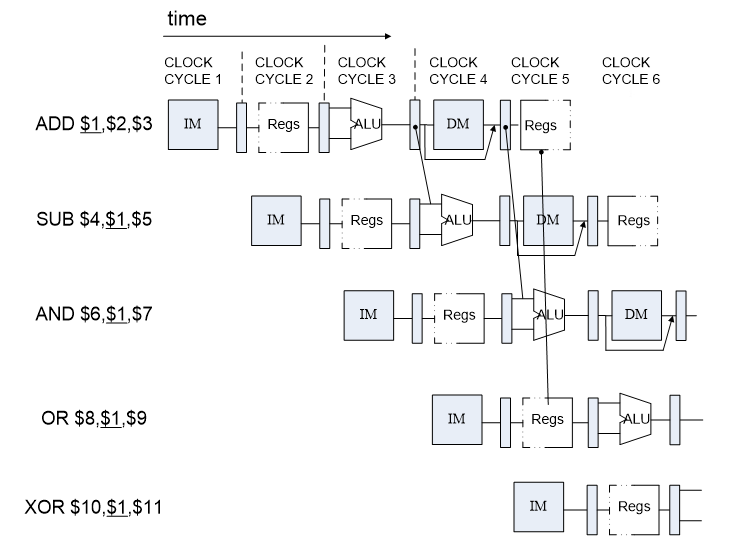 time
CLOCK CYCLE 1 CLOCK CYCLE 2 CLOCK CYCLE 3 CLOCK CYCLE 4 CLOCK CYCLE 5 CLOCK CYCLE 6
ADD $1,$2,$3 IM Regs ALU DM Regs
SUB $4,$1,$5 IM Regs ALU DM Regs
AND $6,$1,$7 IM Regs ALU DM
OR $8,$1,$9 IM Regs ALU
XOR $10,$1,$11 IM Regs